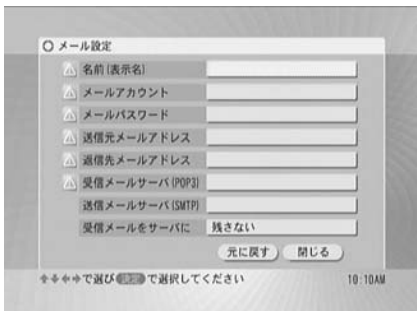 メール設定
名前(表示名)
メールアカウント
メールパスワード
送信元メールアドレス
返信先メールアドレス
受信メールサーバ(POP3)
送信メールサーバ(SMTP)
受信メールをサーバに 残さない
元に戻す 閉じる
で選び 決定 で選択してください 10:10AM